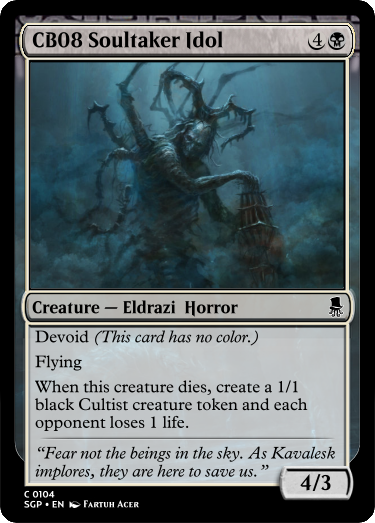 CB08 Soultaker Idol 4
Creature — Eldrazi Horror
Devoid (This card has no color.)
Flying
When this creature dies, create a 1/1
black Cultist creature token and each
opponent loses 1 life.
“Fear not the beings in the sky. As Kavalesk
implores, they are here to save us.”
4/3
C 0104
SGP • EN Fartuh Acer